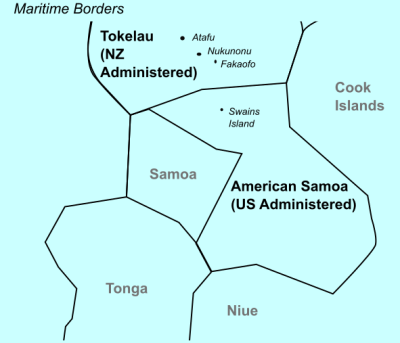 Maritime Borders
Tokelau
(NZ
Administered)
Atafu
Nukunonu
Fakaofo
Cook
Islands
Swains
Island
Samoa
American Samoa
(US Administered)
Tonga
Niue